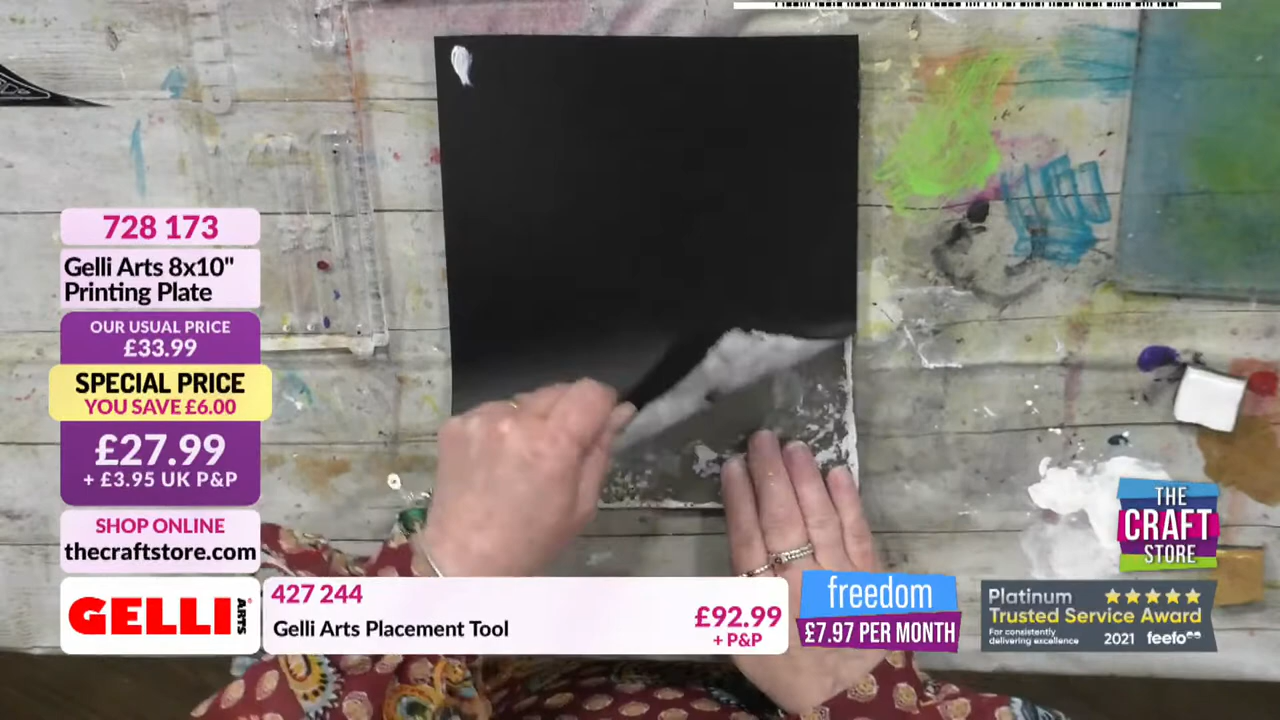 728 173
Gelli Arts 8x10"
Printing Plate
OUR USUAL PRICE
£33.99
SPECIAL PRICE
YOU SAVE £6.00
£27.99
+ £3.95 UK P&P
SHOP ONLINE
thecraftstore.com
GELLI ARTS®
427 244
Gelli Arts Placement Tool
£92.99
+ P&P
freedom
£7.97 PER MONTH
THE
CRAFT
STORE
Platinum
Trusted Service Award
For consistently
delivering excellence
2021 feefo